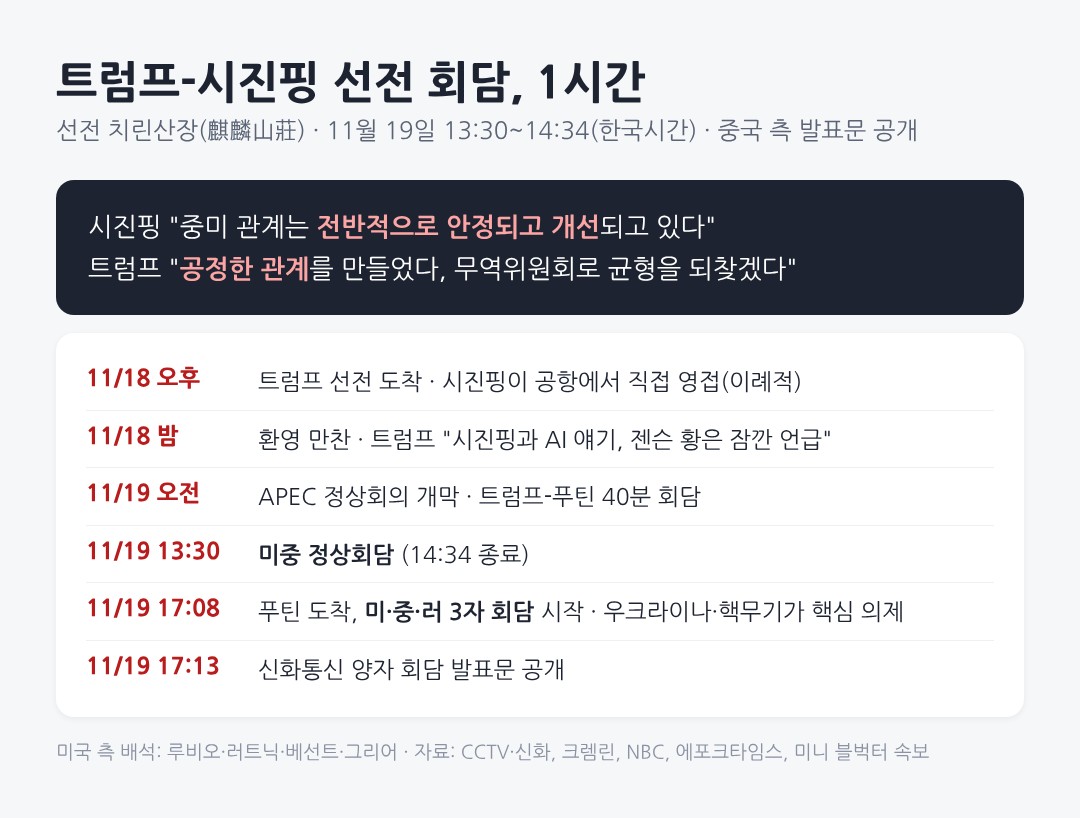 트럼프-시진핑 선전 회담, 1시간
선전 치린산장(麒麟山莊) · 11월 19일 13:30~14:34(한국시간) · 중국 측 발표문 공개
시진핑 "중미 관계는 전반적으로 안정되고 개선되고 있다"
트럼프 "공정한 관계를 만들었다, 무역위원회로 균형을 되찾겠다"
11/18 오후 트럼프 선전 도착 · 시진핑이 공항에서 직접 영접(이례적)
11/18 밤 환영 만찬 · 트럼프 "시진핑과 AI 얘기, 젠슨 황은 잠깐 언급"
11/19 오전 APEC 정상회의 개막 · 트럼프-푸틴 40분 회담
11/19 13:30 미중 정상회담 (14:34 종료)
11/19 17:08 푸틴 도착, 미·중·러 3자 회담 시작 · 우크라이나·핵무기가 핵심 의제
11/19 17:13 신화통신 양자 회담 발표문 공개
미국 측 배석: 루비오·러트닉·베선트·그리어 · 자료: CCTV·신화, 크렘린, NBC, 에포크타임스, 미니 블벅터 속보